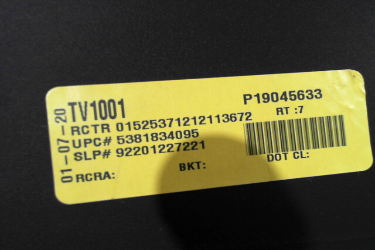 01-07-20
TV1001
P19045633
RCTR 01525371212113672
RT :7
UPC# 5381834095
SLP# 92201227221
RCRA:
BKT:
DOT CL: